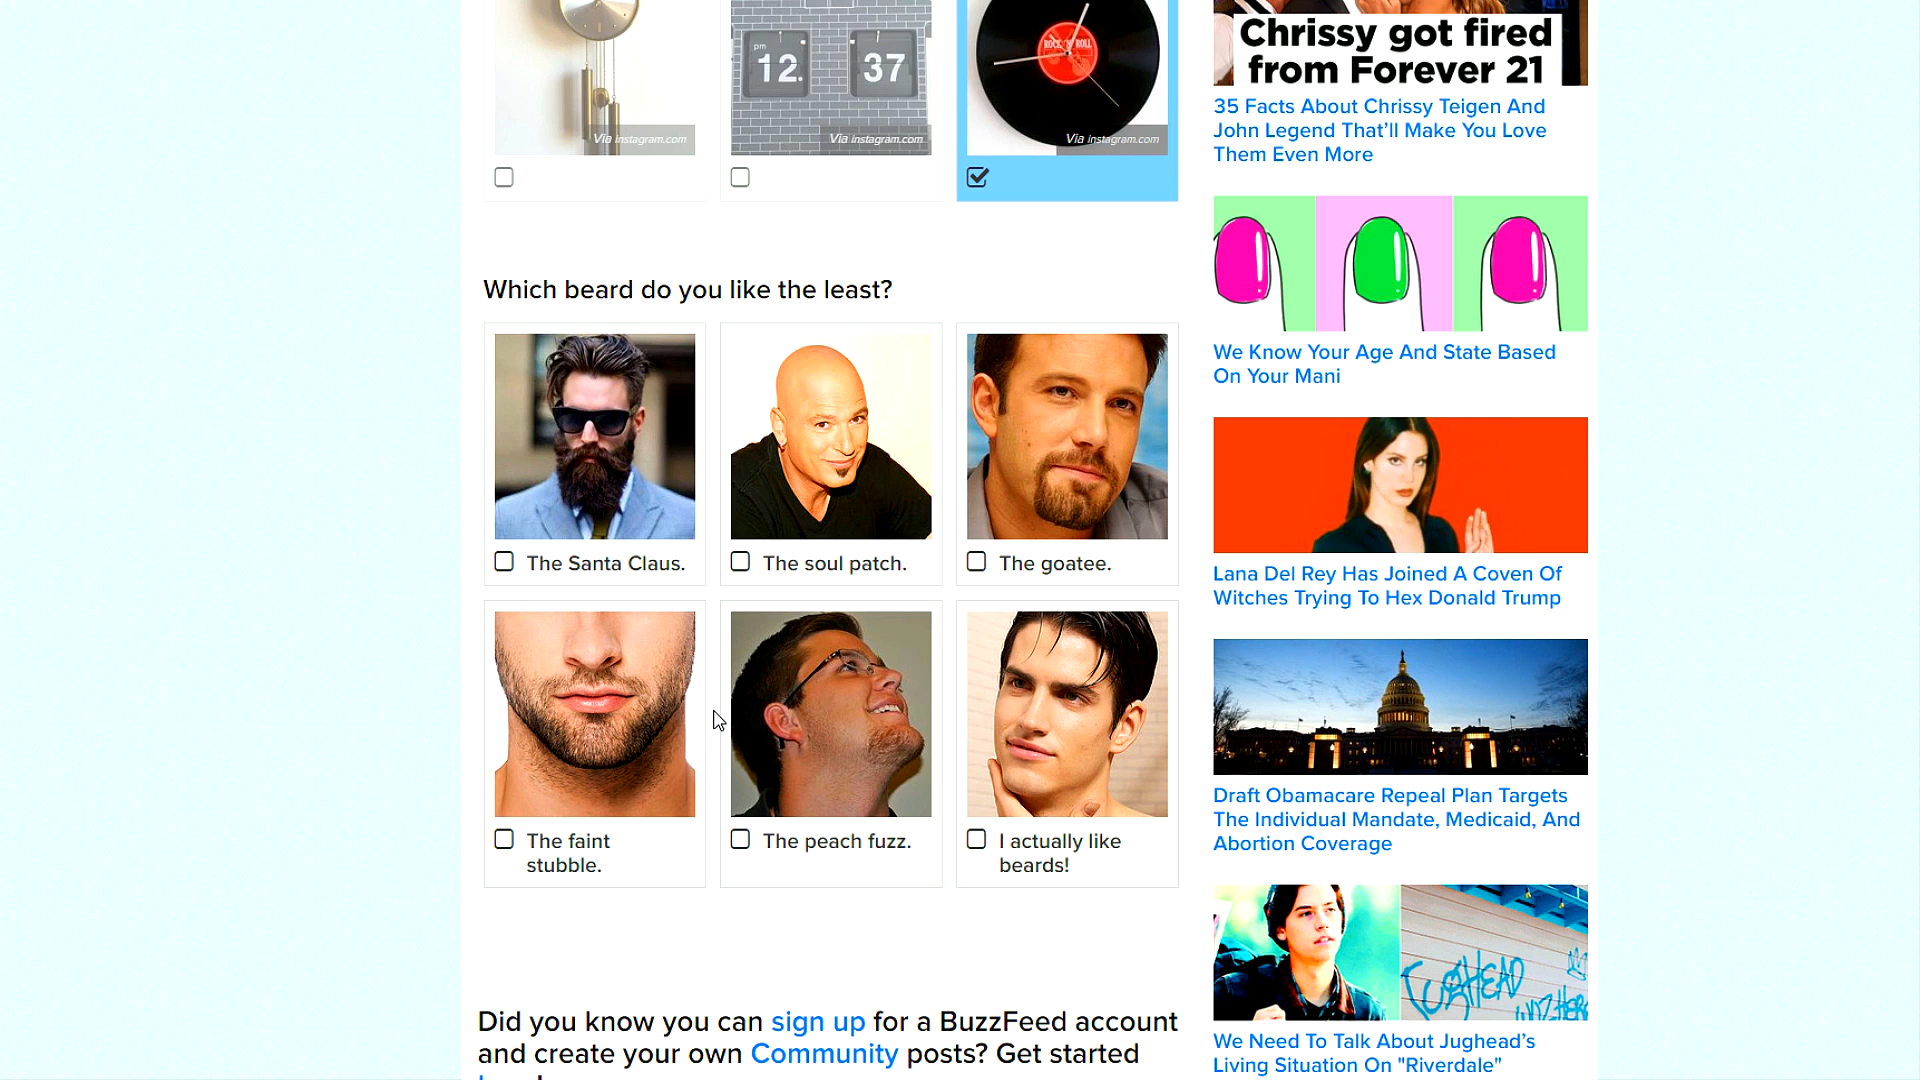 Via instagram.com
pm
12
37
Via instagram.com
ROCK 'N' ROLL
Via instagram.com
Which beard do you like the least?
The Santa Claus.
The soul patch.
The goatee.
The faint
stubble.
The peach fuzz.
I actually like
beards!
Did you know you can sign up for a BuzzFeed account
and create your own Community posts? Get started
Chrissy got fired
from Forever 21
35 Facts About Chrissy Teigen And
John Legend That'll Make You Love
Them Even More
We Know Your Age And State Based
On Your Mani
Lana Del Rey Has Joined A Coven Of
Witches Trying To Hex Donald Trump
Draft Obamacare Repeal Plan Targets
The Individual Mandate, Medicaid, And
Abortion Coverage
JUGHEAD
WUZ HERE
We Need To Talk About Jughead's
Living Situation On "Riverdale"